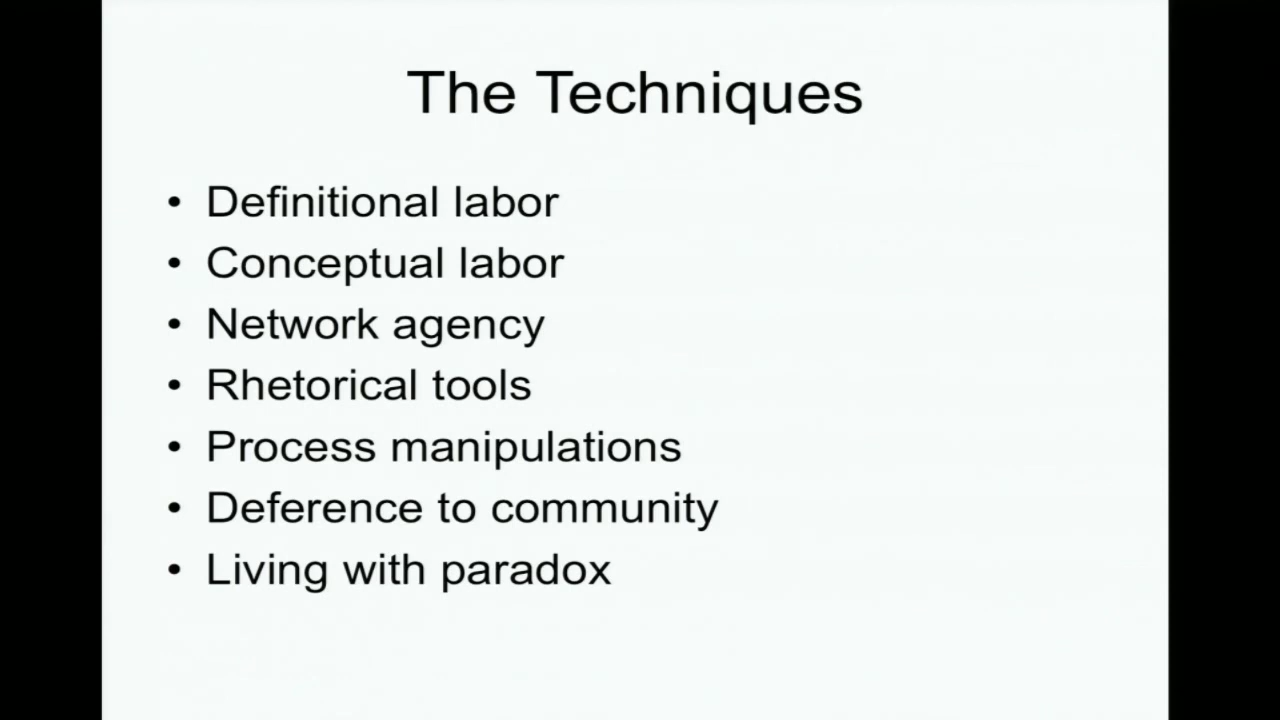 The Techniques
• Definitional labor
• Conceptual labor
• Network agency
• Rhetorical tools
• Process manipulations
• Deference to community
• Living with paradox